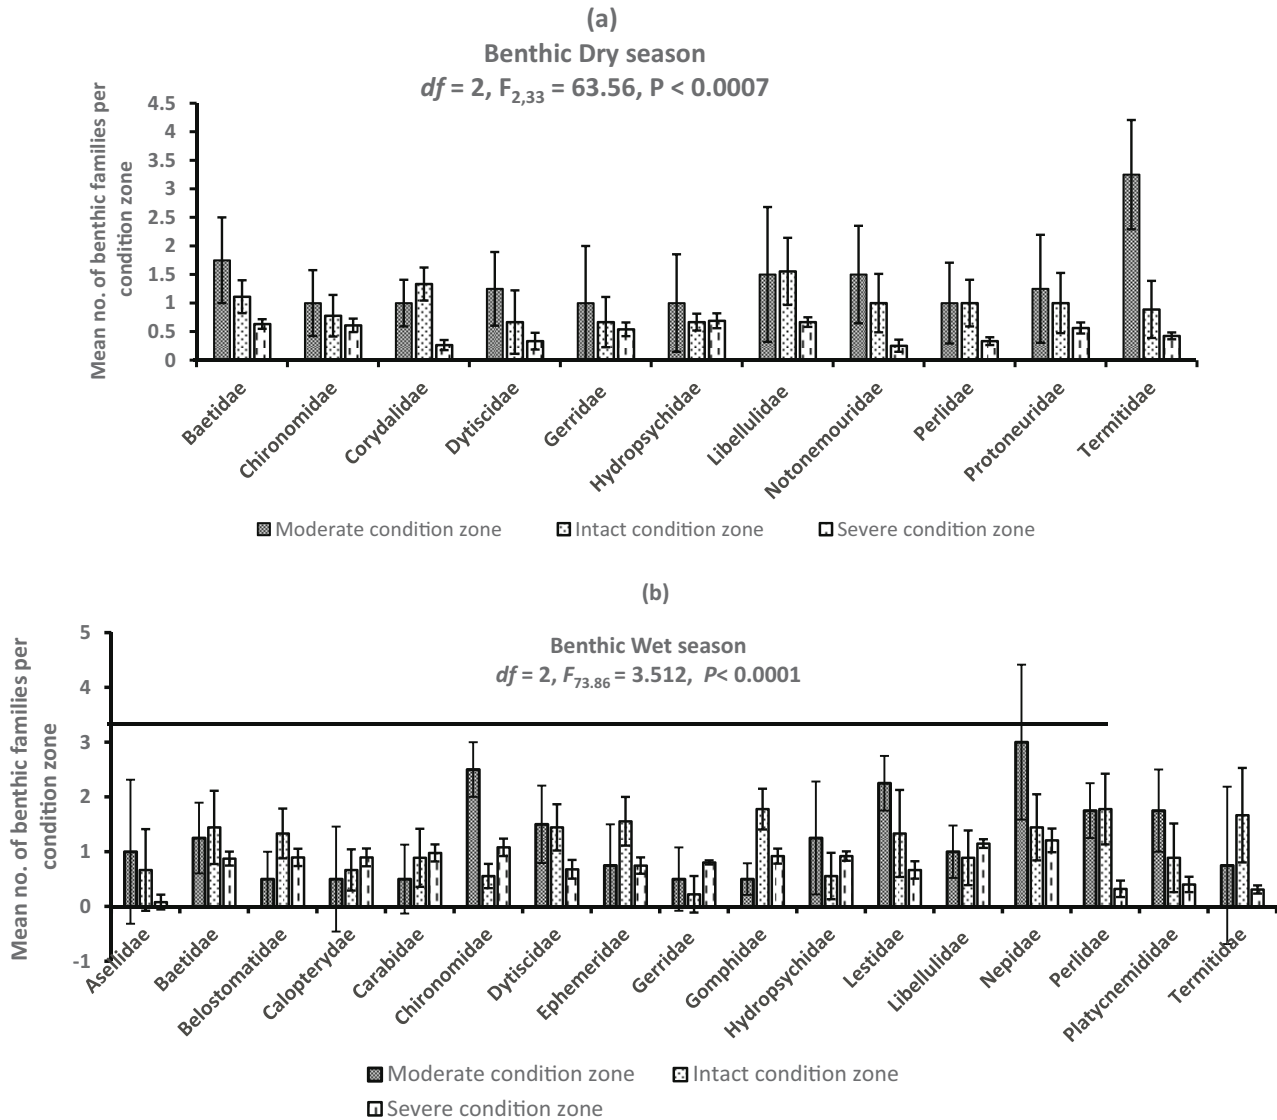 (a)
Benthic Dry season
df = 2, F2,33 = 63.56, P < 0.0007
Mean no. of benthic families per
condition zone
4.5
4
3.5
3
2.5
2
1.5
1
0.5
0
Baetidae
Chironomidae
Corydalidae
Dytiscidae
Gerridae
Hydropsychidae
Libellulidae
Notonemouridae
Perlidae
Protoneuridae
Termitidae
Moderate condition zone
Intact condition zone
Severe condition zone
(b)
Benthic Wet season
df = 2, F73.86 = 3.512, P< 0.0001
Mean no. of benthic families per
condition zone
5
4
3
2
1
0
-1
Asellidae
Baetidae
Belostomatidae
Calopterydae
Carabidae
Chironomidae
Dytiscidae
Ephemeridae
Gerridae
Gomphidae
Hydropsychidae
Lestidae
Libellulidae
Nepidae
Perlidae
Platycnemididae
Termitidae
Moderate condition zone
Intact condition zone
Severe condition zone